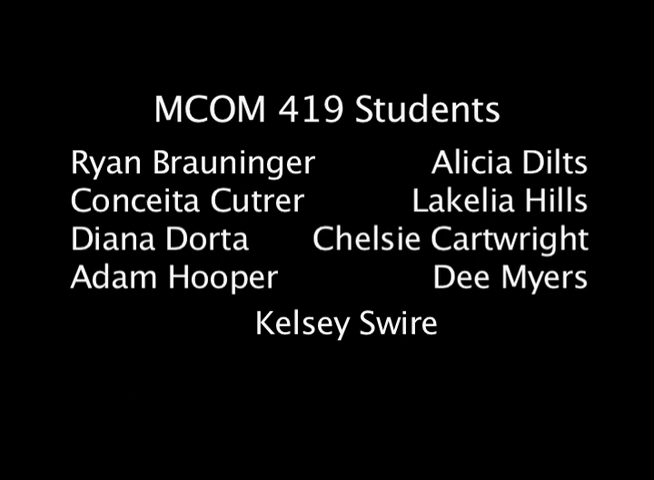 MCOM 419 Students
Ryan Brauninger Alicia Dilts
Conceita Cutrer Lakelia Hills
Diana Dorta Chelsie Cartwright
Adam Hooper Dee Myers
Kelsey Swire